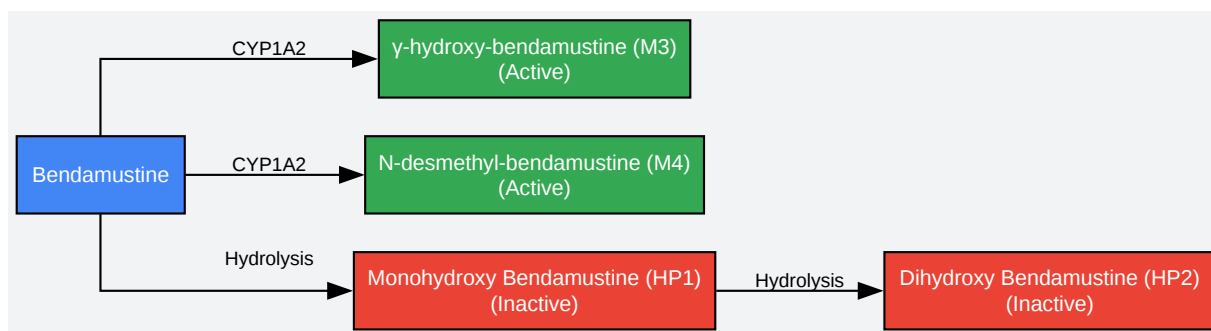 CYP1A2
γ-hydroxy-bendamustine (M3)
(Active)
Bendamustine
CYP1A2
N-desmethyl-bendamustine (M4)
(Active)
Hydrolysis
Monohydroxy Bendamustine (HP1)
(Inactive)
Hydrolysis
Dihydroxy Bendamustine (HP2)
(Inactive)